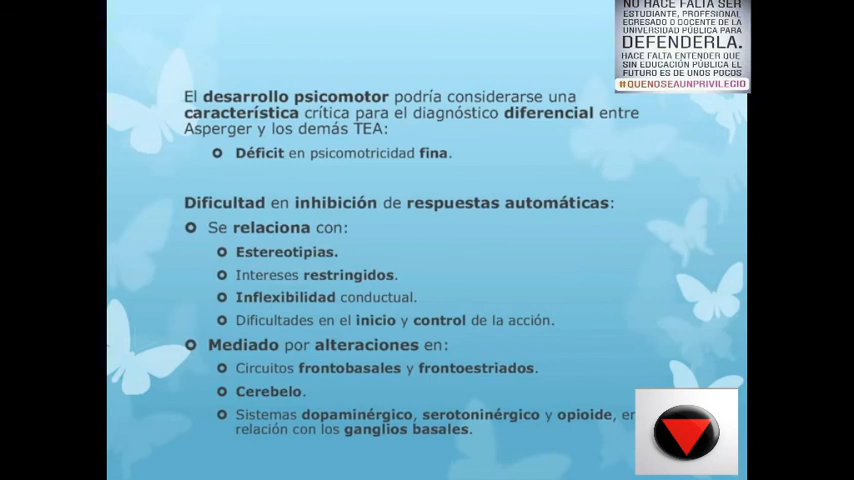 NO HACE FALTA SER
ESTUDIANTE, PROFESIONAL
EGRESADO O DOCENTE DE LA
UNIVERSIDAD PÚBLICA PARA
DEFENDERLA.
HACE FALTA ENTENDER QUE
SIN EDUCACIÓN PÚBLICA EL
FUTURO ES DE UNOS POCOS
#QUENOSEAUNPRIVILEGIO
El desarrollo psicomotor podría considerarse una
característica crítica para el diagnóstico diferencial entre
Asperger y los demás TEA:
Déficit en psicomotricidad fina.
Dificultad en inhibición de respuestas automáticas:
Se relaciona con:
Estereotipias.
Intereses restringidos.
Inflexibilidad conductual.
Dificultades en el inicio y control de la acción.
Mediado por alteraciones en:
Circuitos frontobasales y frontoestriados.
Cerebelo.
Sistemas dopaminérgico, serotoninérgico y opioide, en
relación con los ganglios basales.